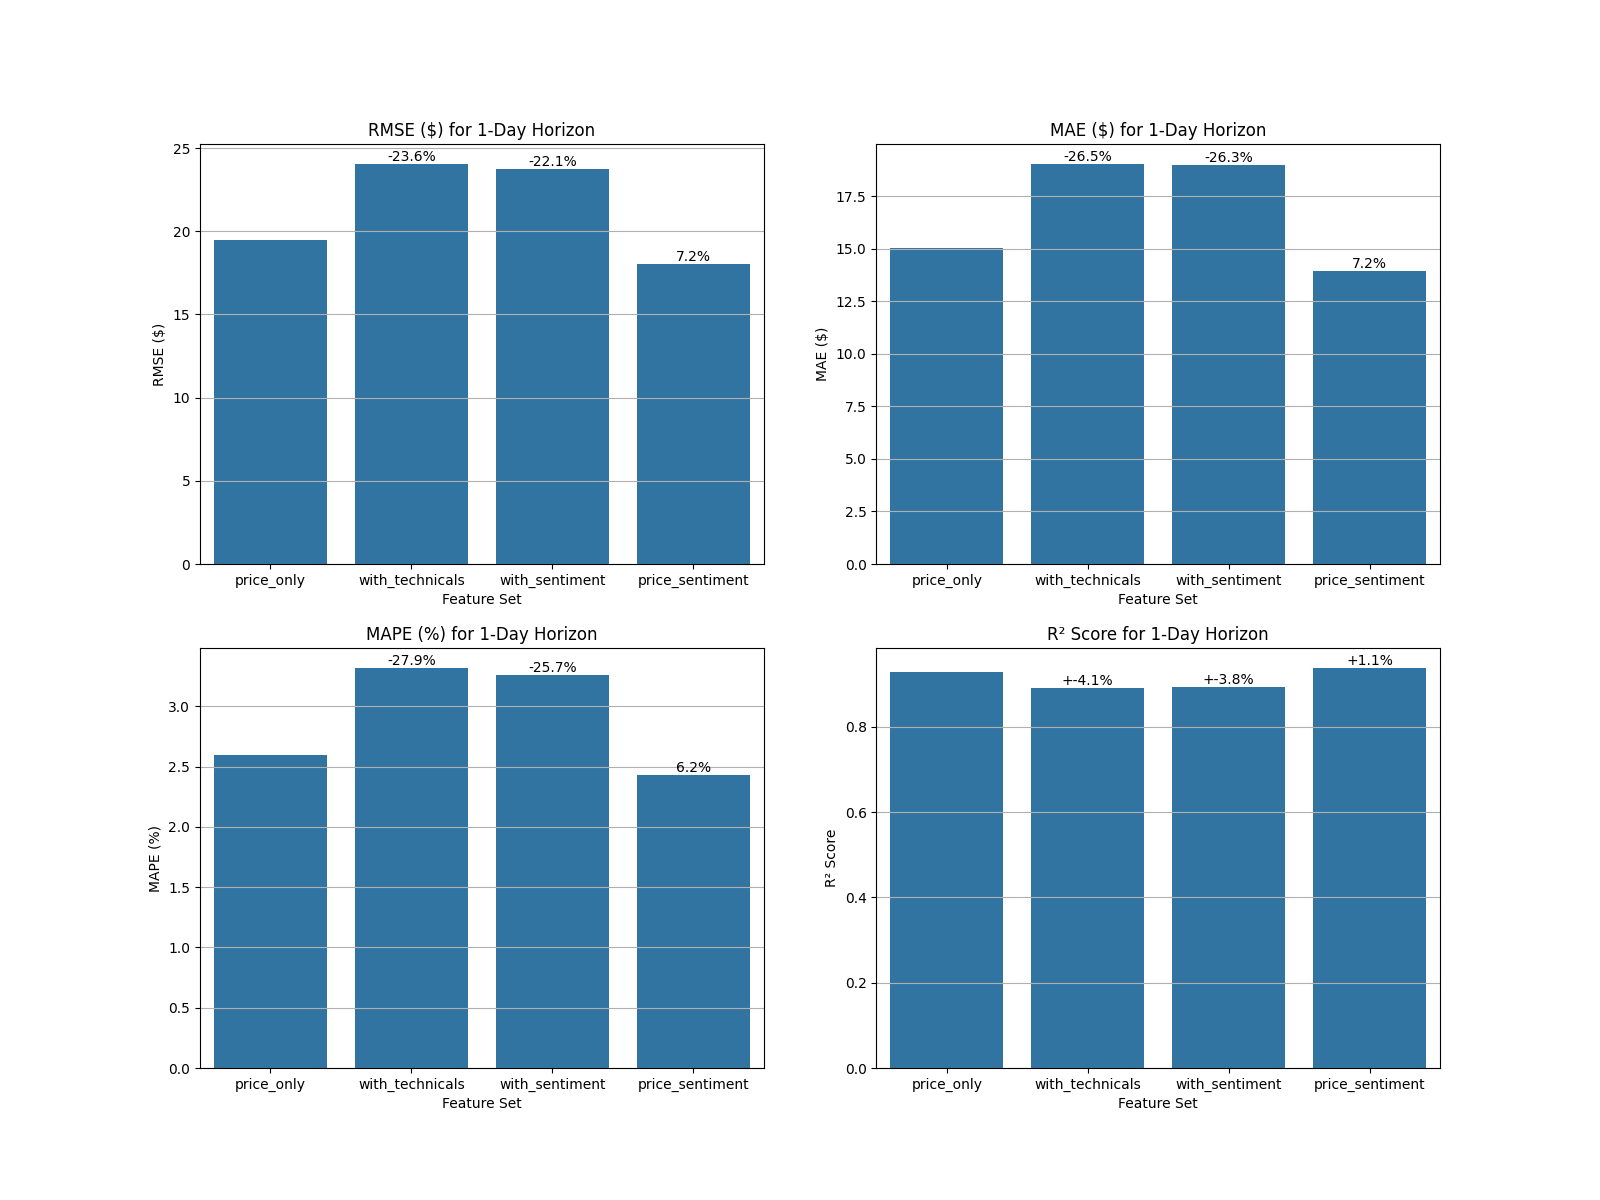 RMSE ($) for 1-Day Horizon
RMSE ($)
25
20
15
10
5
0
-23.6%
-22.1%
7.2%
price_only
with_technicals
with_sentiment
price_sentiment
Feature Set
MAE ($) for 1-Day Horizon
MAE ($)
17.5
15.0
12.5
10.0
7.5
5.0
2.5
0.0
-26.5%
-26.3%
7.2%
price_only
with_technicals
with_sentiment
price_sentiment
Feature Set
MAPE (%) for 1-Day Horizon
MAPE (%)
3.0
2.5
2.0
1.5
1.0
0.5
0.0
-27.9%
-25.7%
6.2%
price_only
with_technicals
with_sentiment
price_sentiment
Feature Set
R² Score for 1-Day Horizon
R² Score
0.8
0.6
0.4
0.2
0.0
+-4.1%
+-3.8%
+1.1%
price_only
with_technicals
with_sentiment
price_sentiment
Feature Set